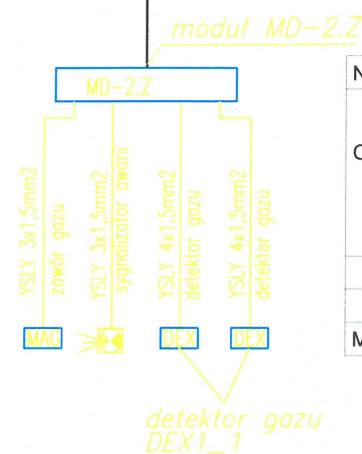 moduł MD-2.Z
MD-2.Z
YSLY 3x1,5mm2
zawór gazu
YSLY 3x1,5mm2
sygnalizator awarii
YSLY 4x1,5mm2
detektor gazu
YSLY 4x1,5mm2
detektor gazu
MAG
DEX
DEX
detektor gazu
DEX1_1
N
M